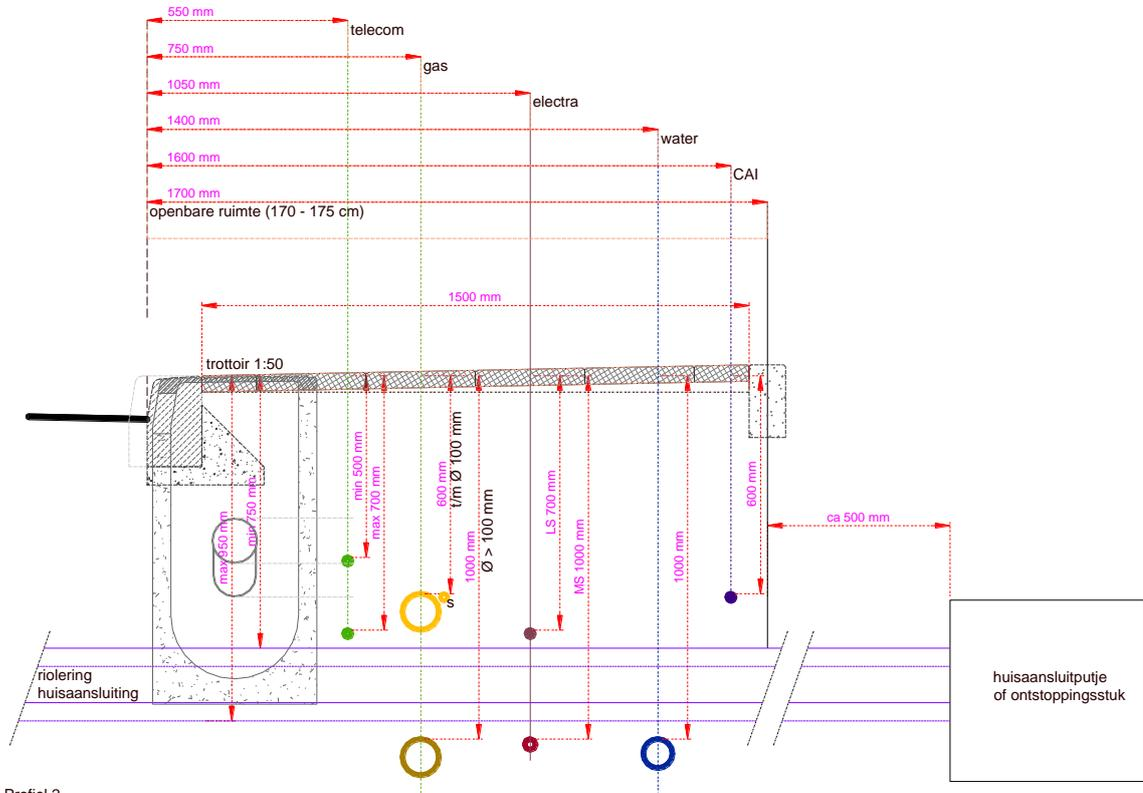 550 mm
telecom
750 mm
gas
1050 mm
electra
1400 mm
water
1600 mm
CAI
1700 mm
openbare ruimte (170 - 175 cm)
1500 mm
trottoir 1:50
max 950 mm
min 750 mm
min 500 mm
max 700 mm
600 mm
t/m Ø 100 mm
1000 mm
Ø > 100 mm
LS 700 mm
MS 1000 mm
1000 mm
600 mm
ca 500 mm
s
riolering
huisaansluiting
huisaansluitputje
of ontstoppingsstuk